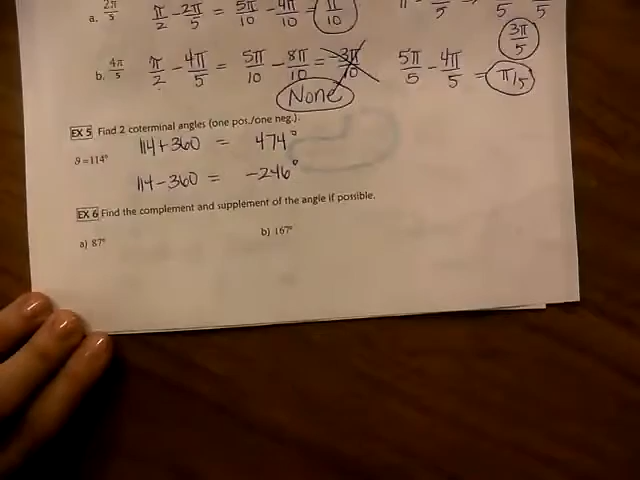 a. 2π/5 π/2 - 2π/5 = 5π/10 - 4π/10 = π/10
3π/5
b. 4π/5 π/2 - 4π/5 = 5π/10 - 8π/10 = -3π/10 5π/5 - 4π/5 = π/5
None
EX 5 Find 2 coterminal angles (one pos./one neg.):
114+360 = 474°
θ=114°
114-360 = -246°
EX 6 Find the complement and supplement of the angle if possible.
a) 87° b) 167°